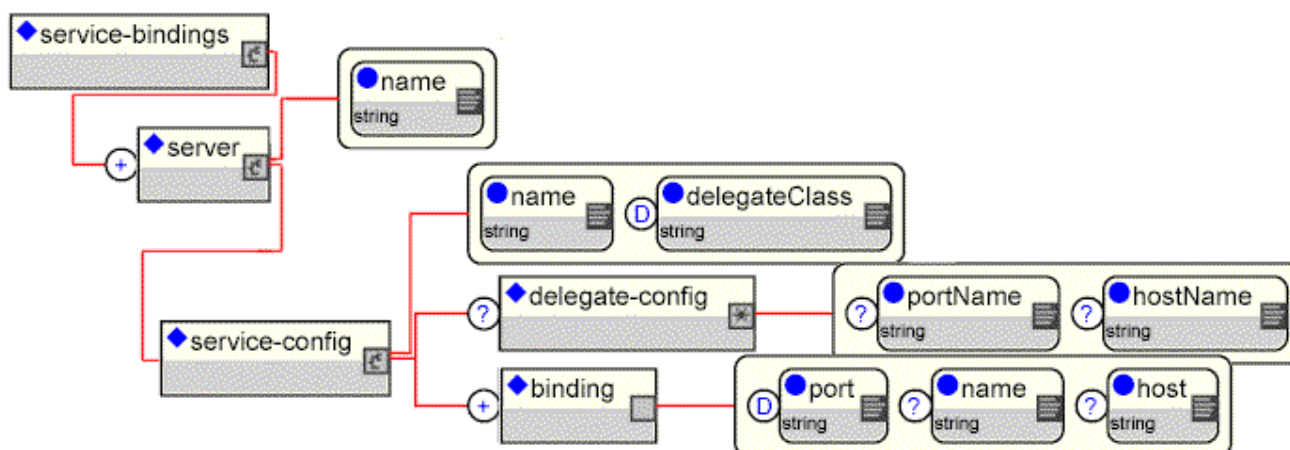 service-bindings
name
string
+
server
name
string
D
delegateClass
string
?
delegate-config
?
portName
string
?
hostName
string
service-config
+
binding
D
port
string
?
name
string
?
host
string